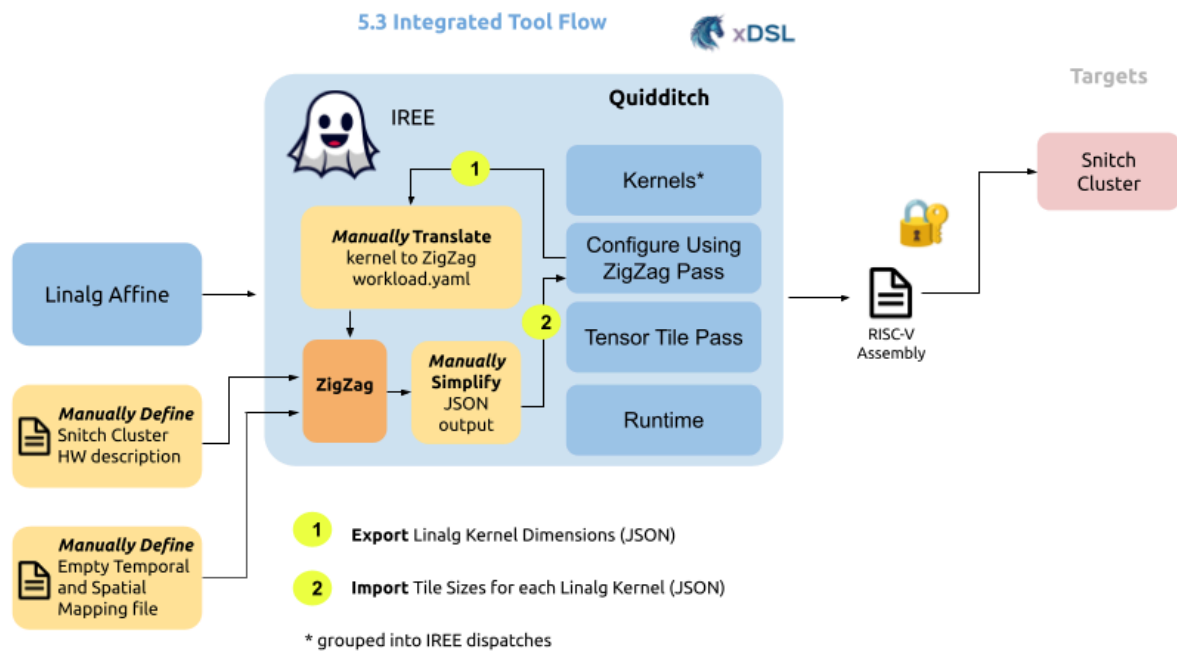 5.3 Integrated Tool Flow
xDSL
Targets
Quidditch
IREE
1
Kernels*
Snitch
Cluster
Manually Translate
kernel to ZigZag
workload.yaml
Configure Using
ZigZag Pass
Linalg Affine
2
Tensor Tile Pass
RISC-V
Assembly
ZigZag
Manually
Simplify
JSON
output
Runtime
Manually Define
Snitch Cluster
HW description
Manually Define
Empty Temporal
and Spatial
Mapping file
1
Export Linalg Kernel Dimensions (JSON)
2
Import Tile Sizes for each Linalg Kernel (JSON)
* grouped into IREE dispatches